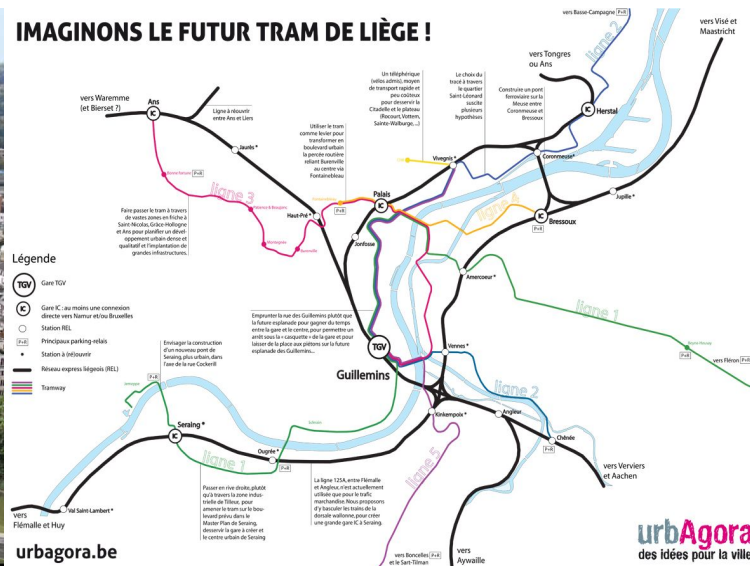 IMAGINONS LE FUTUR TRAM DE LIÈGE !
vers Basse-Campagne P+R
vers Visé et
Maastricht
ligne 2
vers Tongres
ou Ans
Un téléphérique
(vélos admis), moyen
de transport rapide et
peu coûteux
pour desservir la
Citadelle et le plateau
(Rocourt, Vottem,
Sainte-Walburge,...)
Le choix du
tracé à travers
le quartier
Saint-Léonard
suscite
plusieurs
hypothèses
Construire un pont
ferroviaire sur la
Meuse entre
Coronmeuse et
Bressoux
vers Waremme
(et Bierset ?)
Ans
IC
Ligne à réouvrir
entre Ans et Liers
IC
Herstal
Utiliser le tram
comme levier pour
transformer en
boulevard urbain
la percée routière
reliant Burenville
au centre via
Fontainebleau
Jaurès*
Vivegnis*
Coronmeuse*
P+R
ligne 3
Palais
IC
P+R
ligne 4
Jupille*
Haut-Pré*
IC
Bressoux
P+R
Faire passer le tram à travers
de vastes zones en friche à
Saint-Nicolas, Grâce-Hollogne
et Ans pour planifier un dével-
oppement urbain dense et
qualitatif et l'implantation de
grandes infrastructures.
Jonfosse
Légende
TGV
Gare TGV
IC
Gare IC : au moins une connexion
directe vers Namur et/ou Bruxelles
Station REL
P+R
Principaux parking-relais
Station à (ré)ouvrir
Réseau express liégeois (REL)
Tramway
Amercoeur*
ligne 1
Emprunter la rue des Guillemins plutôt que
la future esplanade pour gagner du temps
entre la gare et le centre, pour permettre un
arrêt sous la « casquette » de la gare et pour
laisser de la place aux piétons sur la future
esplanade des Guillemins...
Envisager la construction
d'un nouveau pont de
Seraing, plus urbain, dans
l'axe de la rue Cockerill
TGV
Guillemins
Vennes*
vers Fléron P+R
ligne 2
Kinkempoix*
Angleur
Chênée
P+R
Seraing*
IC
ligne 1
Ougrée*
P+R
ligne 5
vers Verviers
et Aachen
Passer en rive droite, plutôt
qu'à travers la zone indus-
trielle de Tilleur, pour
amener le tram sur le bou-
levard prévu dans le
Master Plan de Seraing,
desservir la gare à créer et
le centre urbain de Seraing
La ligne 125A, entre Flémalle
et Angleur, n'est actuellement
utilisée que pour le trafic
marchandise. Nous proposons
d'y basculer les trains de la
dorsale wallonne, pour créer
une grande gare IC à Seraing.
Val Saint-Lambert*
vers
Flémalle et Huy
vers Boncelles P+R
et le Sart-Tilman
vers
Aywaille
urbagora.be
urbAgora
des idées pour la ville